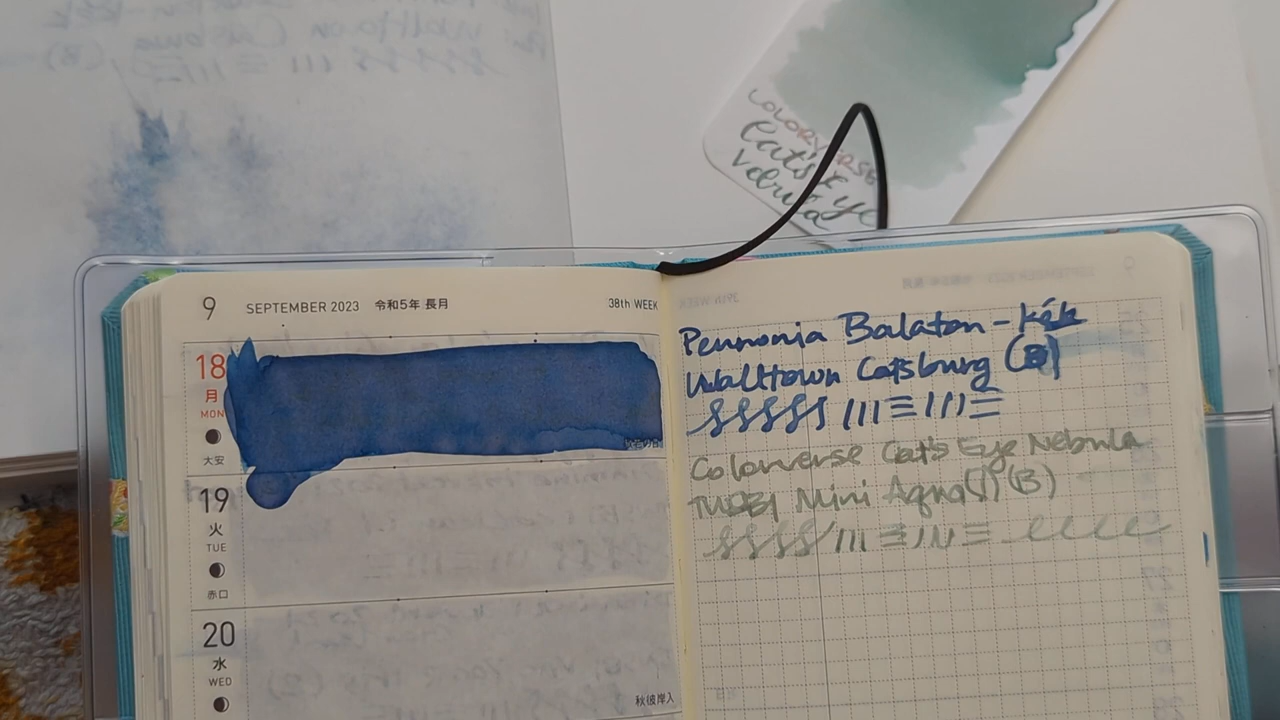 COLORVERSE
Cat's Eye
Nebula
9 SEPTEMBER 2023 令和5年 長月 38th WEEK
18
月
MON
大安
19
火
TUE
赤口
20
水
WED
秋彼岸入
Pennonia Balaton-kék
Walltown Catsburg (B)
Colorverse Cat's Eye Nebula
TWSBI Mini Aqua(1) (B)